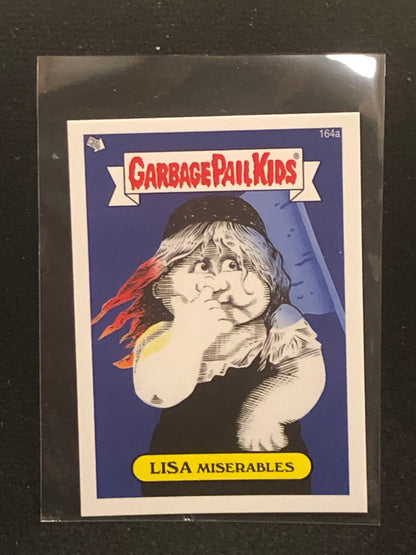 164a
GARBAGE PAIL KIDS®
LISA MISERABLES